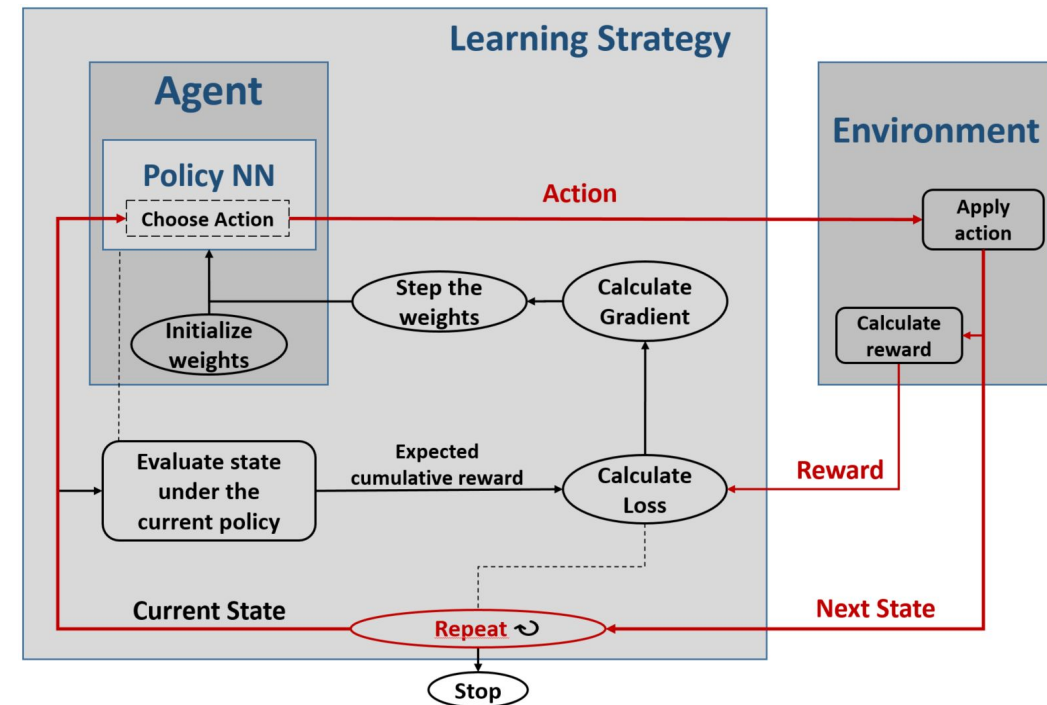 Learning Strategy
Agent
Environment
Policy NN
Choose Action
Action
Apply
action
Step the
weights
Calculate
Gradient
Initialize
weights
Calculate
reward
Evaluate state
under the
current policy
Expected
cumulative reward
Calculate
Loss
Reward
Current State
Repeat
Next State
Stop